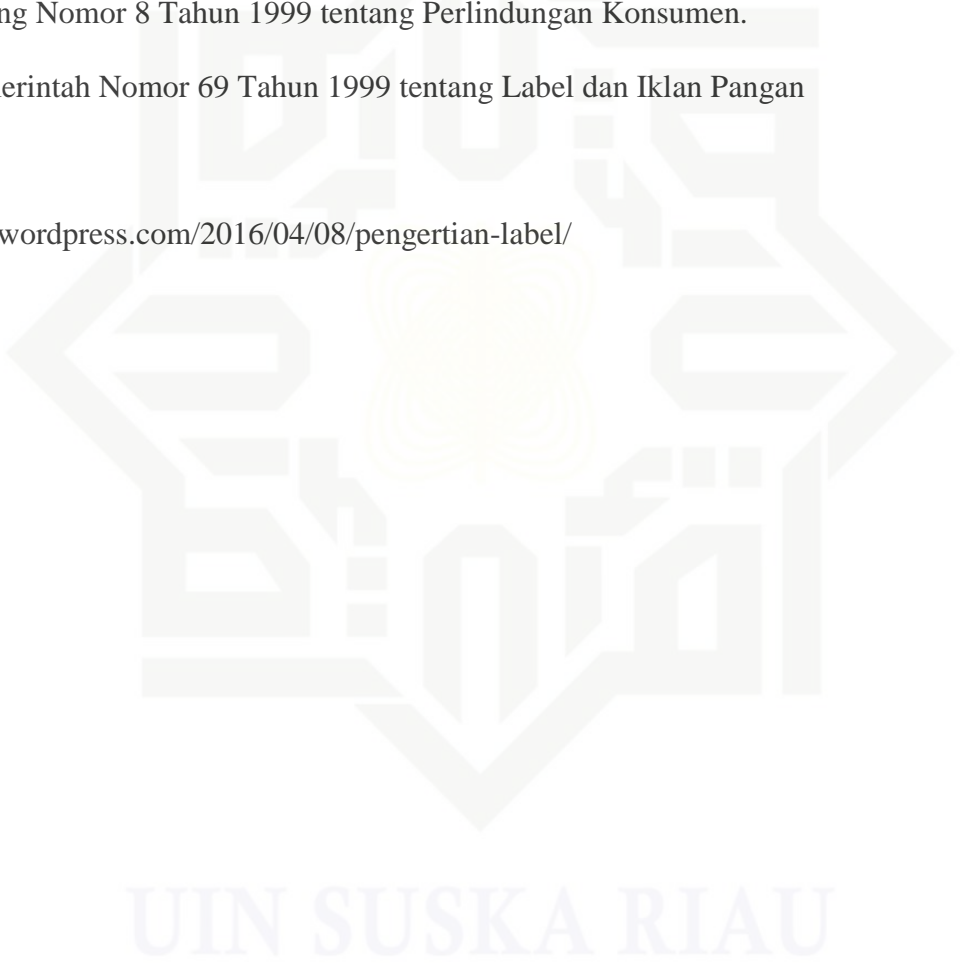 ng Nomor 8 Tahun 1999 tentang Perlindungan Konsumen.
erintah Nomor 69 Tahun 1999 tentang Label dan Iklan Pangan
wordpress.com/2016/04/08/pengertian-label/
UIN SUSKA RIAU